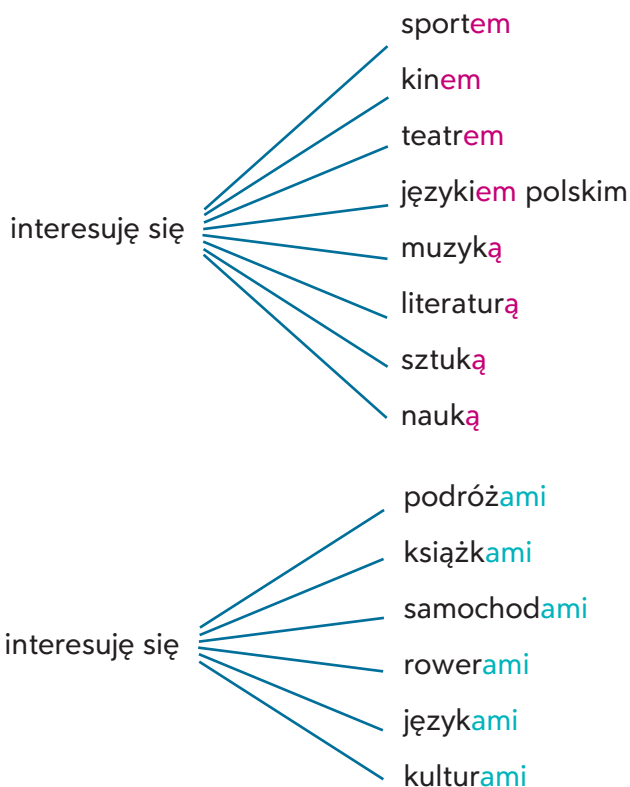 sportem
kinem
teatrem
językiem polskim
interesuję się
muzyką
literaturą
sztuką
nauką
podróżami
książkami
samochodami
interesuję się
rowerami
językami
kulturami